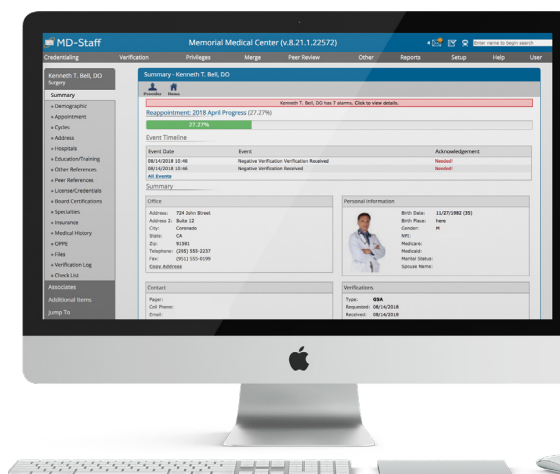 MD-Staff
Memorial Medical Center (v.8.21.1.22572)
Enter name to begin search
Credentialing Verification Privileges Merge Peer Review Other Reports Setup Help User
Kenneth T. Bell, DO
Surgery
Summary
» Demographic
» Appointment
» Cycles
» Address
» Hospitals
» Education/Training
» Other References
» Peer References
» License/Credentials
» Board Certifications
» Specialties
» Insurance
» Medical History
» OPPE
» Files
» Verification Log
» Check List
Associates
Additional Items
Jump To
Summary - Kenneth T. Bell, DO
Provider Home
Kenneth T. Bell, DO has 7 alarms. Click to view details.
Reappointment: 2018 April Progress (27.27%)
27.27%
Event Timeline
Event Date Event Acknowledgement
08/14/2018 10:46 Negative Verification Verification Received Needed!
08/14/2018 10:46 Negative Verification Received Needed!
All Events
Summary
Office
Address: 724 John Street
Address 2: Suite 12
City: Coronado
State: CA
Zip: 91501
Telephone: (295) 555-2237
Fax: (951) 555-0199
Copy Address
Personal Information
Birth Date: 11/27/1982 (35)
Birth Place: here
Gender: M
NPI:
Medicare:
Medicaid:
Marital Status:
Spouse Name:
Contact
Pager:
Cell Phone:
Email:
Verifications
Type: GSA
Requested: 08/14/2018
Received: 08/14/2018